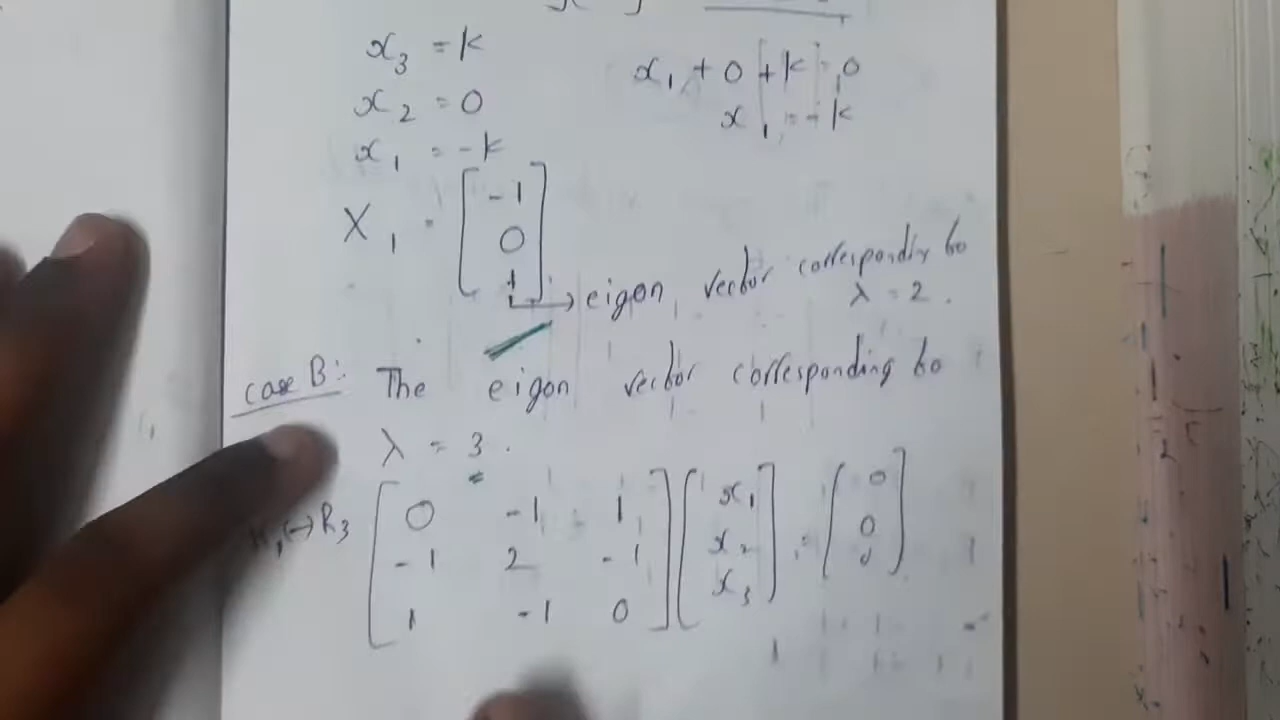 x₃ = k
x₁ + 0 + k = 0
x₂ = 0
x₁ = -k
x₁ = -k
X₁ = [-1 0 1]
→ eigon vector correspondin to
λ = 2.
case B: The eigon vector corresponding to
λ = 3.
R₁ ↔ R₃ [0 -1 1; -1 2 -1; 1 -1 0] [x₁; x₂; x₃] = [0; 0; 0]